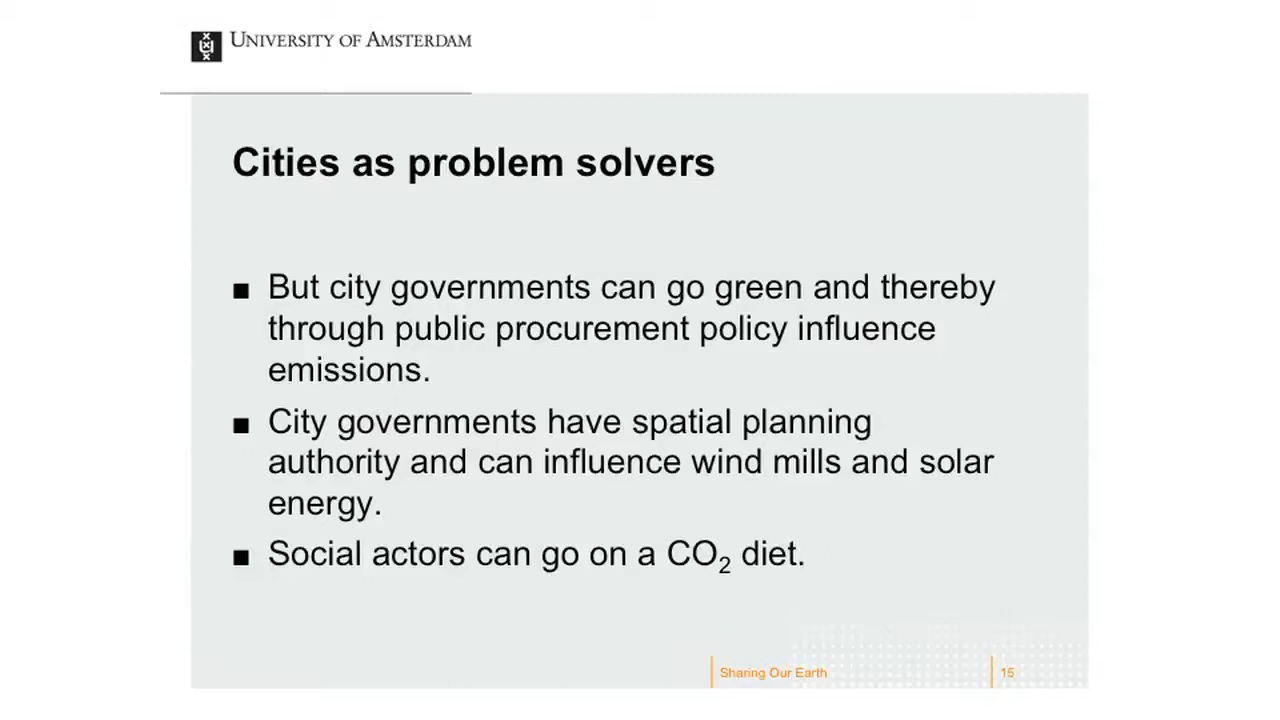 UNIVERSITY OF AMSTERDAM
Cities as problem solvers
■ But city governments can go green and thereby
through public procurement policy influence
emissions.
■ City governments have spatial planning
authority and can influence wind mills and solar
energy.
■ Social actors can go on a CO₂ diet.
Sharing Our Earth 15